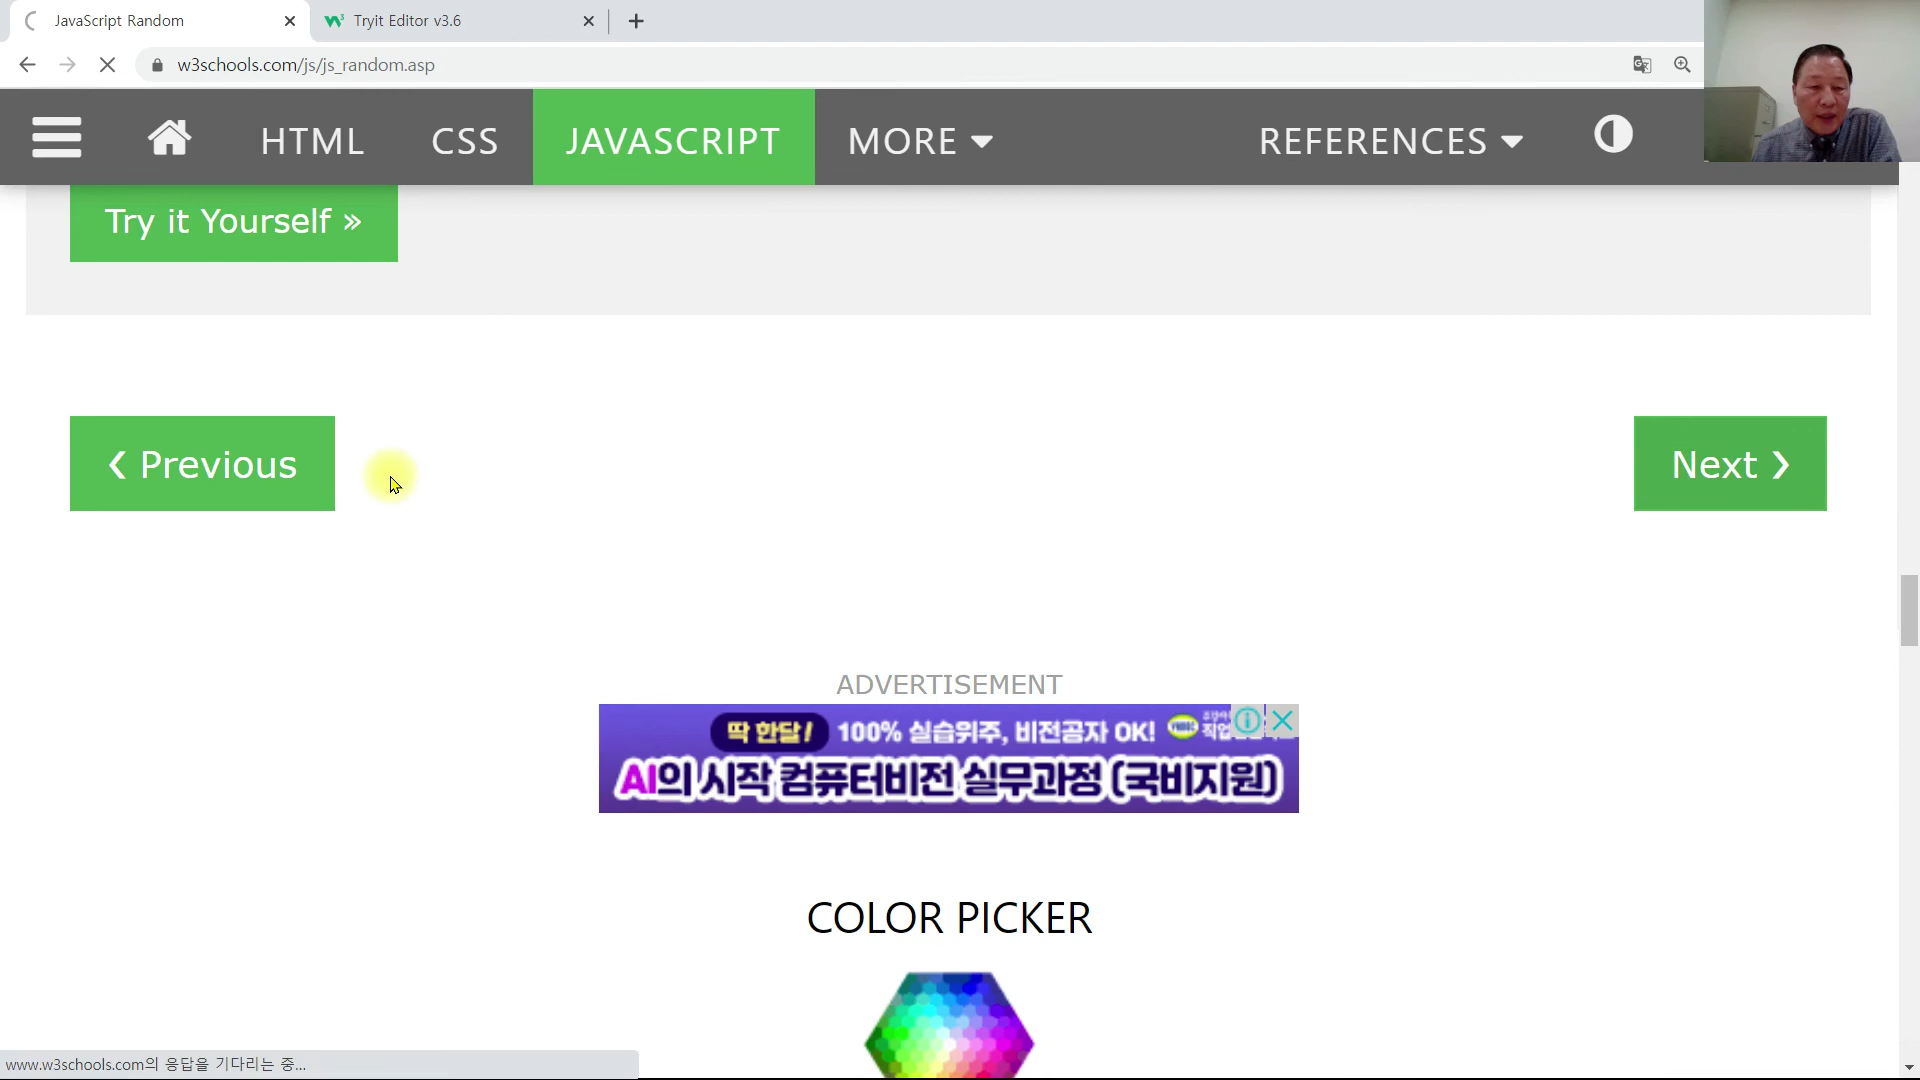 JavaScript Random
Tryit Editor v3.6
w3schools.com/js/js_random.asp
HTML CSS JAVASCRIPT MORE REFERENCES
Try it Yourself »
❮ Previous
Next ❯
ADVERTISEMENT
딱 한달! 100% 실습위주, 비전공자 OK!
AI의 시작 컴퓨터비전 실무과정 (국비지원)
COLOR PICKER
www.w3schools.com의 응답을 기다리는 중...